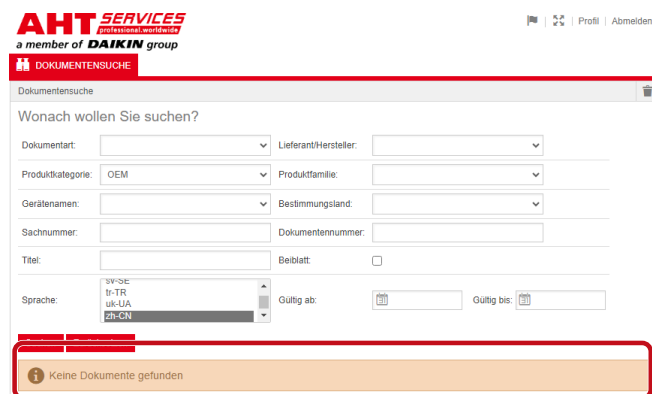 AHT SERVICES
professional.worldwide
a member of DAIKIN group
Profil | Abmelden
DOKUMENTENSUCHE
Dokumentensuche
Wonach wollen Sie suchen?
Dokumentart: Lieferant/Hersteller:
Produktkategorie: OEM Produktfamilie:
Gerätenamen: Bestimmungsland:
Sachnummer: Dokumentennummer:
Titel: Beiblatt:
Sprache: sv-SE
tr-TR
uk-UA
zh-CN
Gültig ab: Gültig bis:
Keine Dokumente gefunden